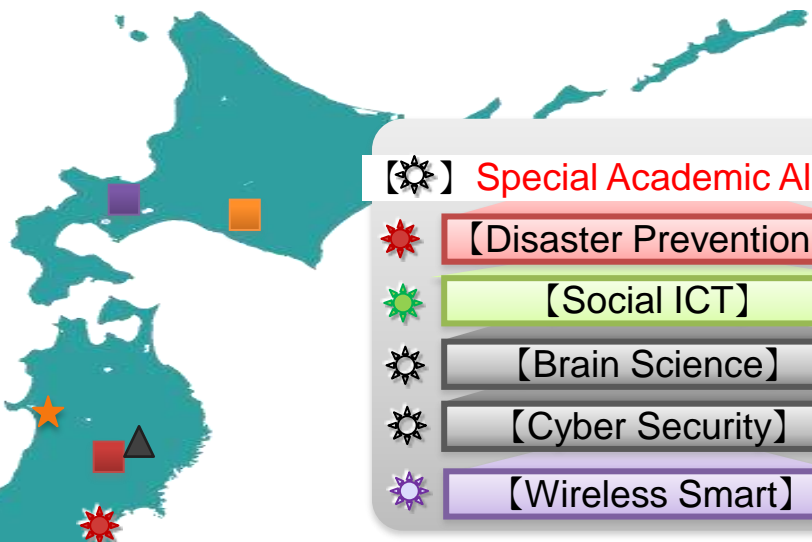 【 】 Special Academic Al
【Disaster Prevention
【Social ICT】
【Brain Science】
【Cyber Security】
【Wireless Smart】